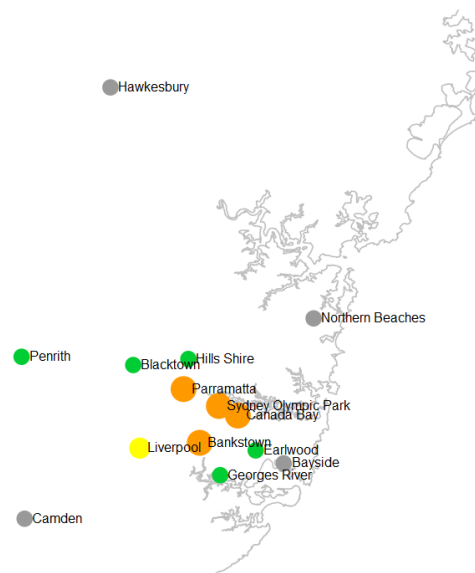 Hawkesbury
Northern Beaches
Penrith
Hills Shire
Blacktown
Parramatta
Sydney Olympic Park
Canada Bay
Bankstown
Liverpool
Earlwood
Bayside
Georges River
Camden